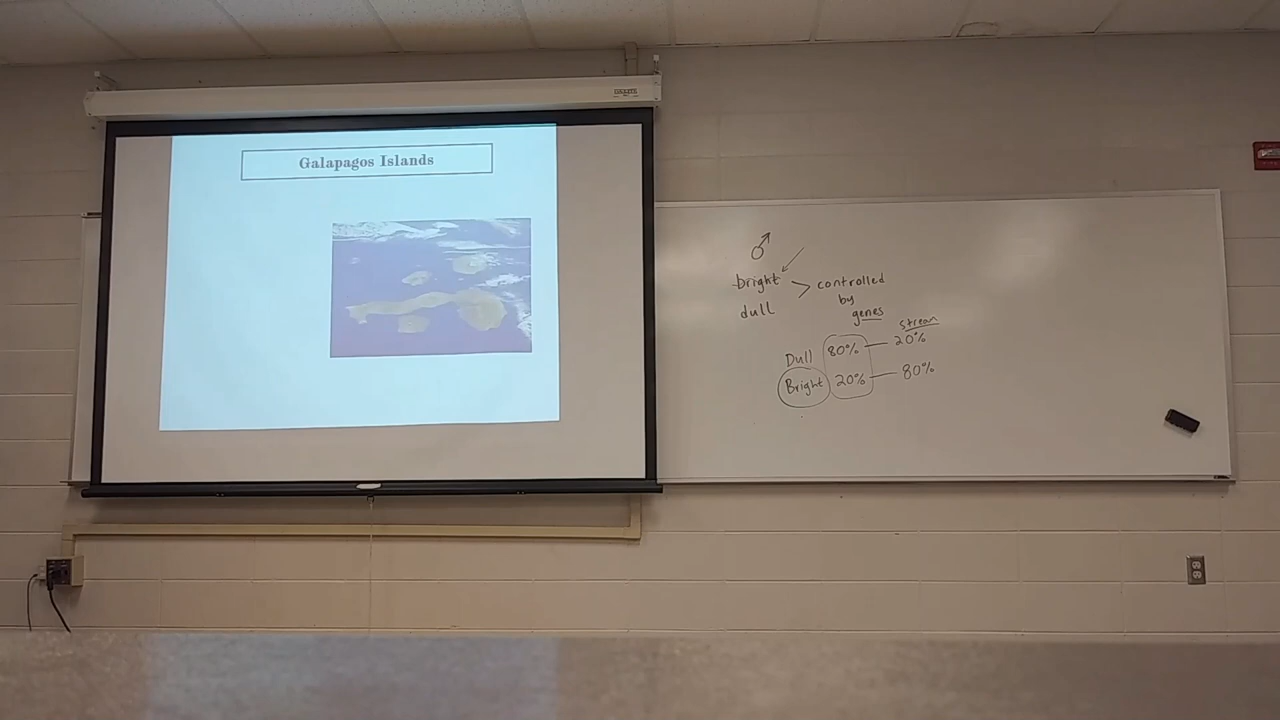 Galapagos Islands
♂
bright > controlled
dull
by
genes
stream
Dull 80% — 20%
Bright 20% — 80%